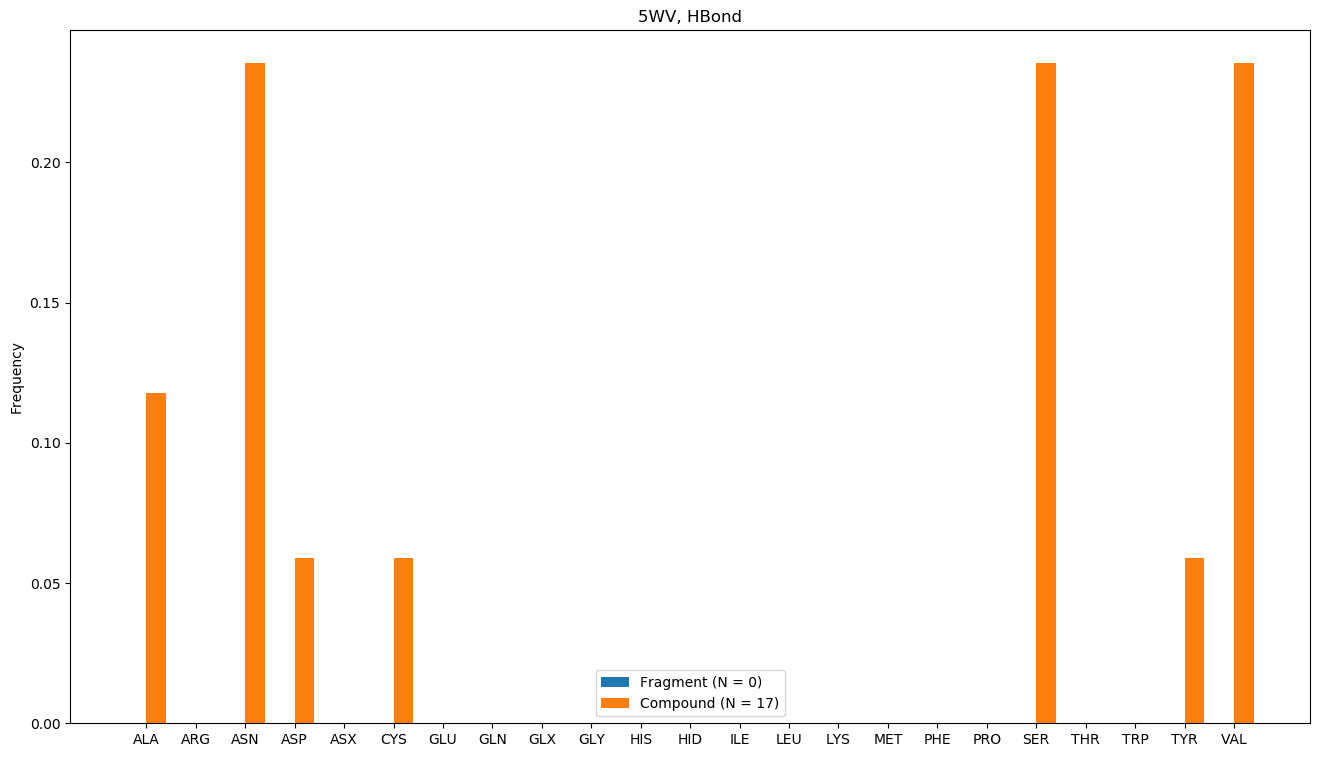 5WV, HBond
Frequency
0.20
0.15
0.10
0.05
0.00
Fragment (N = 0)
Compound (N = 17)
ALA ARG ASN ASP ASX CYS GLU GLN GLX GLY HIS HID ILE LEU LYS MET PHE PRO SER THR TRP TYR VAL